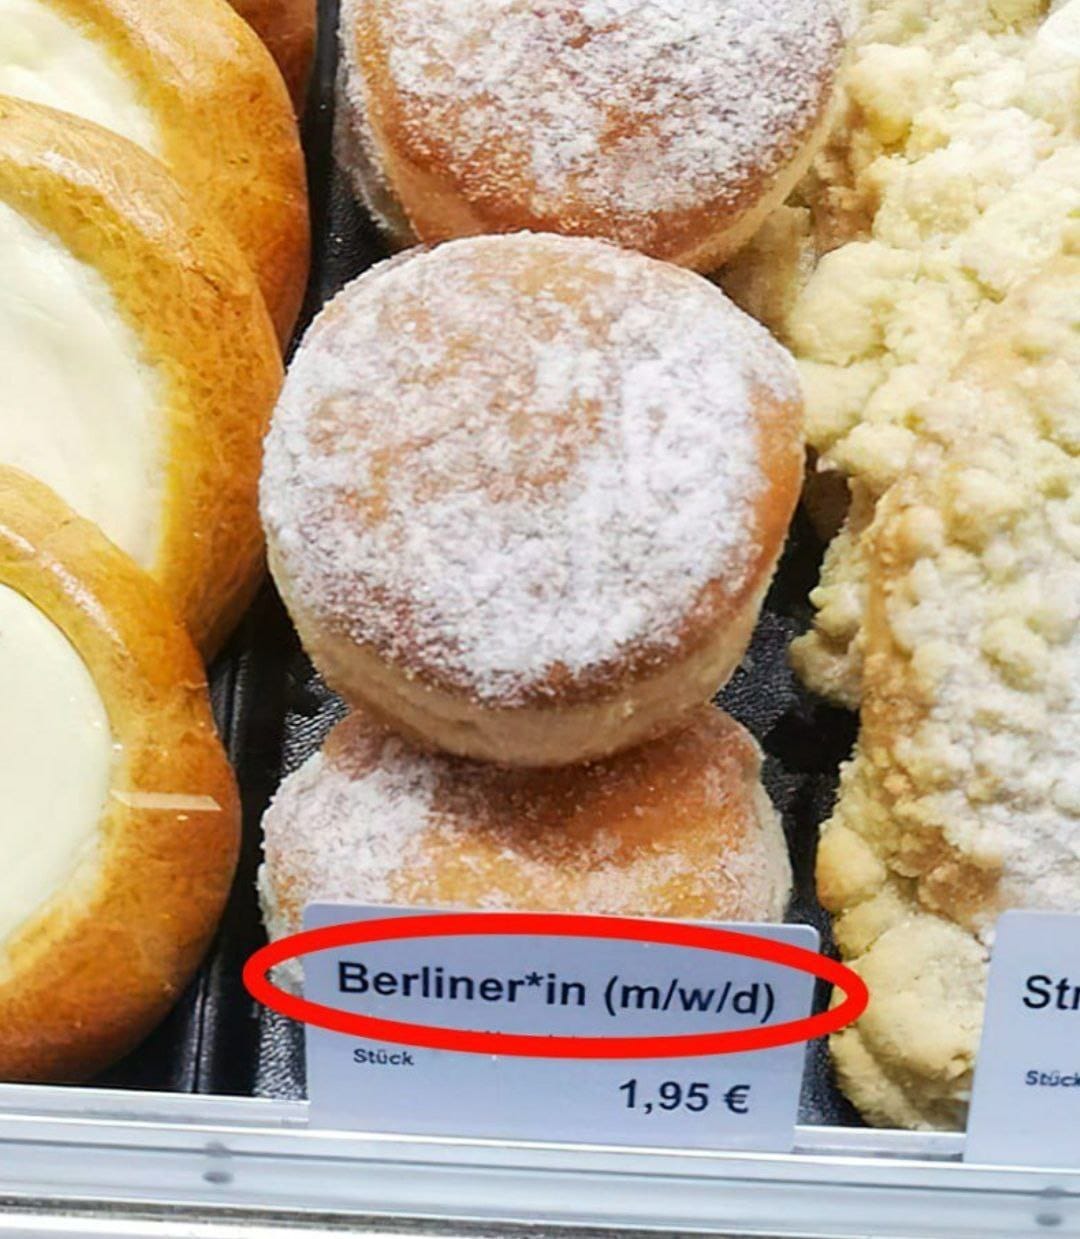 Berliner*in (m/w/d)
Stück
1,95 €
Str
Stück